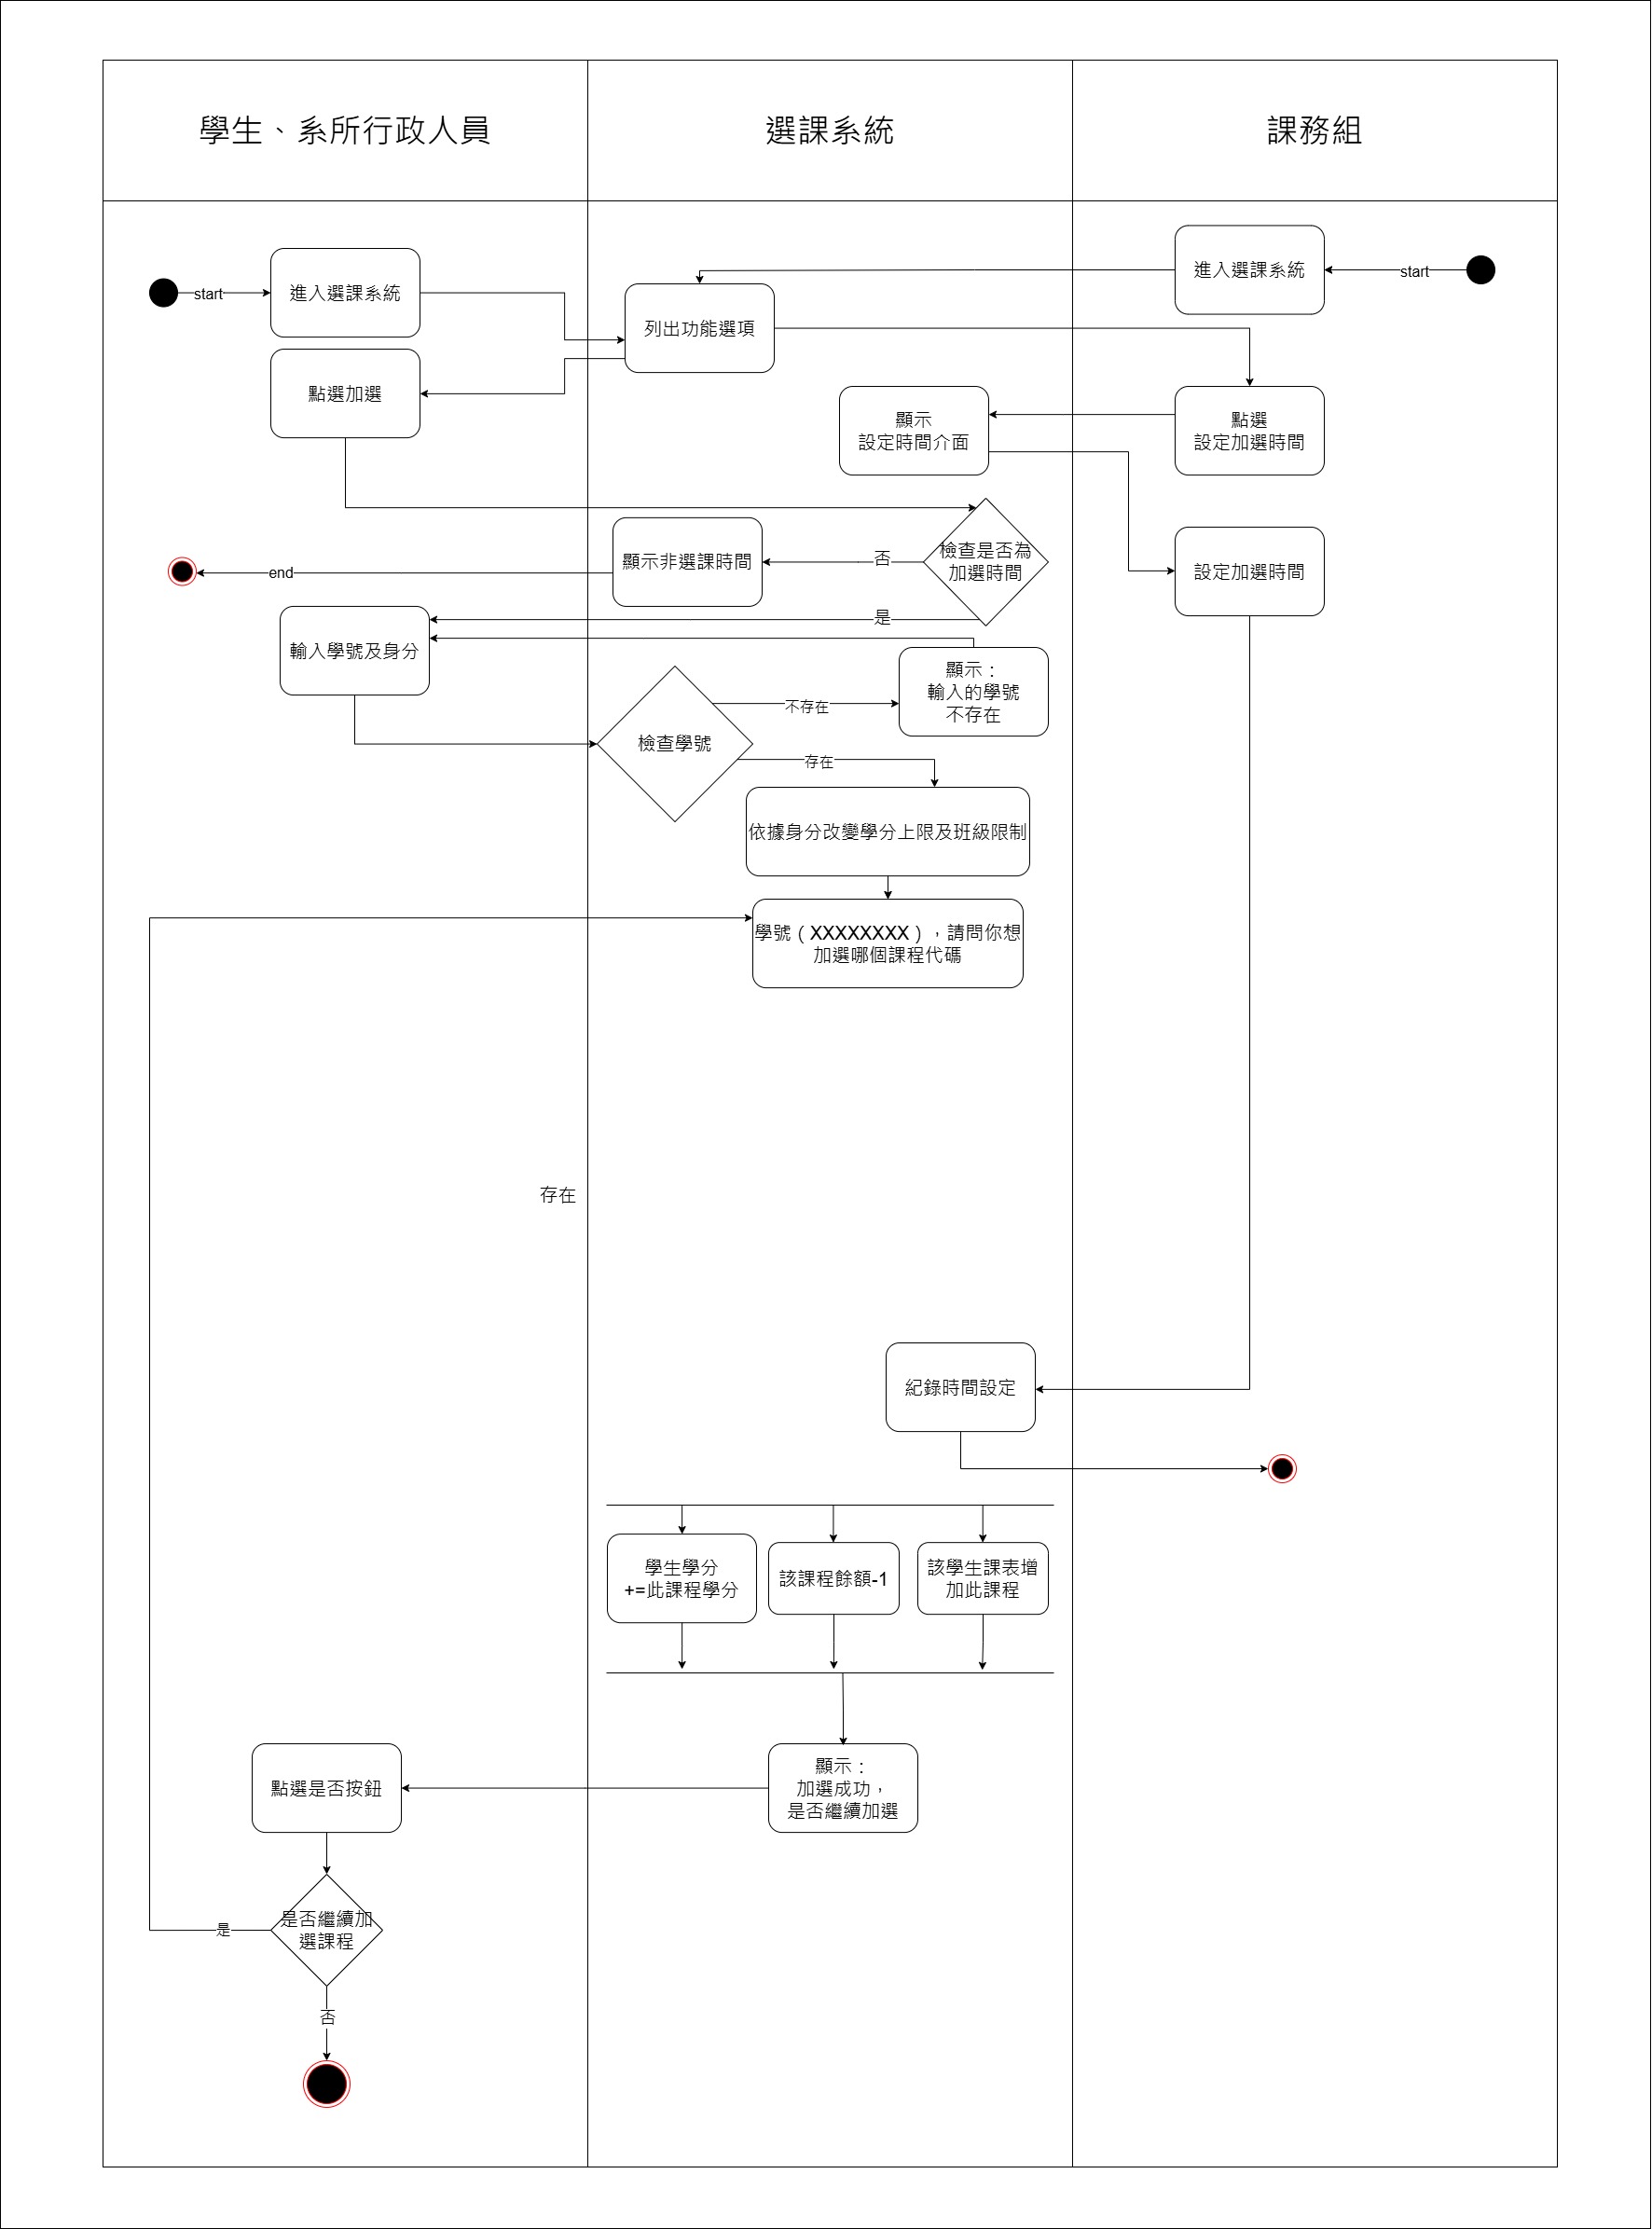 學生、系所行政人員
選課系統
課務組
start
進入選課系統
列出功能選項
進入選課系統
start
點選加選
顯示
設定時間介面
點選
設定加選時間
檢查是否為
加選時間
否
顯示非選課時間
end
設定加選時間
是
輸入學號及身分
顯示：
輸入的學號
不存在
不存在
檢查學號
存在
依據身分改變學分上限及班級限制
學號（XXXXXXXX），請問你想
加選哪個課程代碼
存在
紀錄時間設定
學生學分
+=此課程學分
該課程餘額-1
該學生課表增
加此課程
點選是否按鈕
顯示：
加選成功，
是否繼續加選
是否繼續加
選課程
是
否